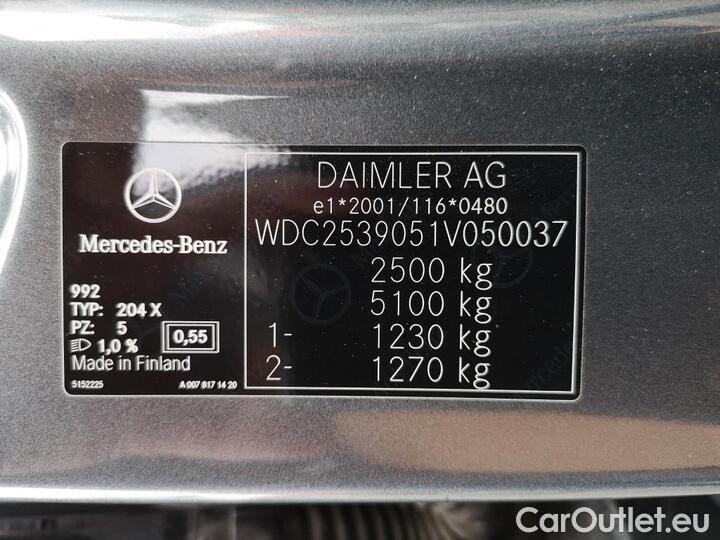 Mercedes-Benz
992
TYP: 204 X
PZ: 5
1,0 %
0,55
Made in Finland
5152225
A 007 817 14 20
DAIMLER AG
e1*2001/116*0480
WDC2539051V050037
2500 kg
5100 kg
1- 1230 kg
2- 1270 kg
CarOutlet.eu